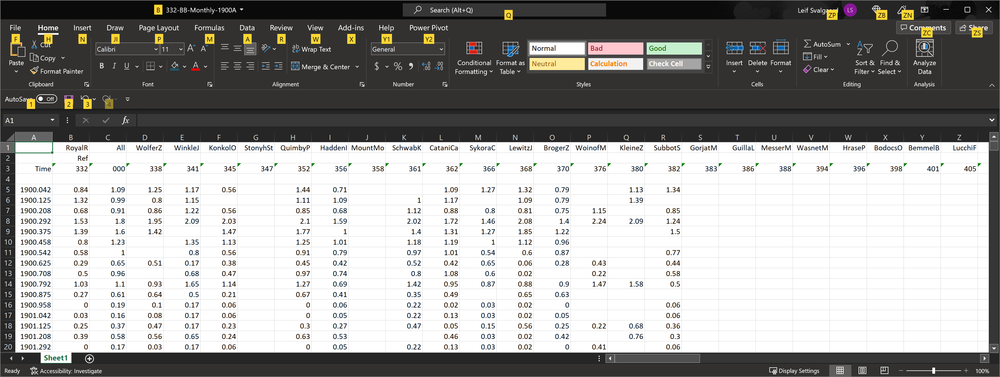 B 332-BB-Monthly-1900A Search (Alt+Q) Q Leif Svalgaard ZP LS ZB ZN
File Home Insert Draw Page Layout Formulas Data Review View Add-ins Help Power Pivot Comments Share
F H N JI P M A R W X Y1 Y2 ZC ZS
Paste
Cut
Copy
Format Painter
Clipboard
Calibri 11
B I U A
Font
ab Wrap Text
Merge & Center
Alignment
General
$ % 9
Number
Conditional Formatting
Format as Table
Normal Bad Good
Neutral Calculation Check Cell
Styles
Insert Delete Format
Cells
AutoSum
Fill
Clear
Sort & Filter
Find & Select
Editing
Analyze Data
Analysis
AutoSave Off
1 2 3 4
A1 fx
A B C D E F G H I J K L M N O P Q R S T U V W X Y Z
1 RoyalR All WolferZ WinkleJ KonkolO StonyhSt QuimbyP HaddenI MountMo SchwabK CataniCa SykoraC LewitzJ BrogerZ WoinofM KleineZ SubbotS GorjatM GuillaL MesserM WasnetM HraseP BodocsO BemmelB LucchiF
2 Ref
3 Time 332 000 338 341 345 347 352 356 358 361 362 366 368 370 376 380 382 383 386 388 394 396 398 401 405
4
5 1900.042 0.84 1.09 1.25 1.17 0.56 1.44 0.71 1.09 1.27 1.32 0.79 1.13 1.34
6 1900.125 1.32 0.99 0.8 1.15 1.11 1.09 1 1.17 1.09 0.79 1.39
7 1900.208 0.68 0.91 0.86 1.22 0.56 0.85 0.68 1.12 0.88 0.8 0.81 0.75 1.15 0.85
8 1900.292 1.53 1.8 1.95 2.09 2.03 2.1 1.59 2.02 1.72 1.46 2.08 1.4 2.24 2.09 1.24
9 1900.375 1.39 1.6 1.42 1.47 1.77 1 1.4 1.31 1.27 1.85 1.22 1.5
10 1900.458 0.8 1.23 1.35 1.13 1.25 1.01 1.18 1.19 1 1.12 0.96
11 1900.542 0.58 1 0.8 0.56 0.91 0.79 0.97 1.01 0.54 0.6 0.87 0.77
12 1900.625 0.29 0.65 0.51 0.17 0.38 0.45 0.42 0.52 0.42 0.65 0.06 0.28 0.43 0.44
13 1900.708 0.5 0.96 0.68 0.47 0.97 0.74 0.8 1.08 0.6 0.02 0.22 0.58
14 1900.792 1.03 1.1 0.93 1.65 1.14 1.27 0.69 1.42 0.95 0.87 0.88 0.9 1.47 1.58 0.5
15 1900.875 0.27 0.61 0.64 0.5 0.21 0.67 0.41 0.35 0.49 0.65 0.63
16 1900.958 0 0.19 0.1 0.17 0.06 0 0.06 0.22 0.02 0.03 0.02 0 0.06
17 1901.042 0.03 0.16 0.08 0.17 0.06 0 0.05 0.22 0.13 0.03 0.02 0.05 0.06
18 1901.125 0.25 0.37 0.47 0.17 0.23 0.3 0.27 0.47 0.05 0.15 0.56 0.25 0.22 0.68 0.36
19 1901.208 0.39 0.58 0.56 0.65 0.24 0.63 0.53 0.46 0.03 0.02 0.42 0.76 0.3
20 1901.292 0 0.17 0.03 0.17 0.06 0 0.05 0.22 0.13 0.03 0.02 0 0.41 0.06
Sheet1
Ready Accessibility: Investigate Display Settings 100%